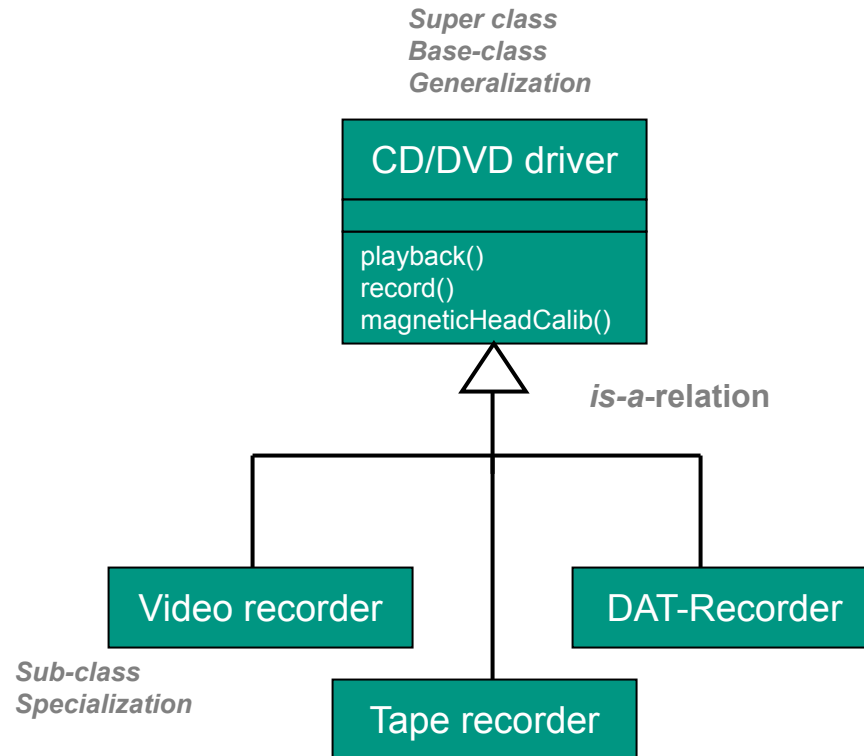 Super class
Base-class
Generalization
CD/DVD driver
playback()
record()
magneticHeadCalib()
is-a-relation
Video recorder
DAT-Recorder
Sub-class
Specialization
Tape recorder